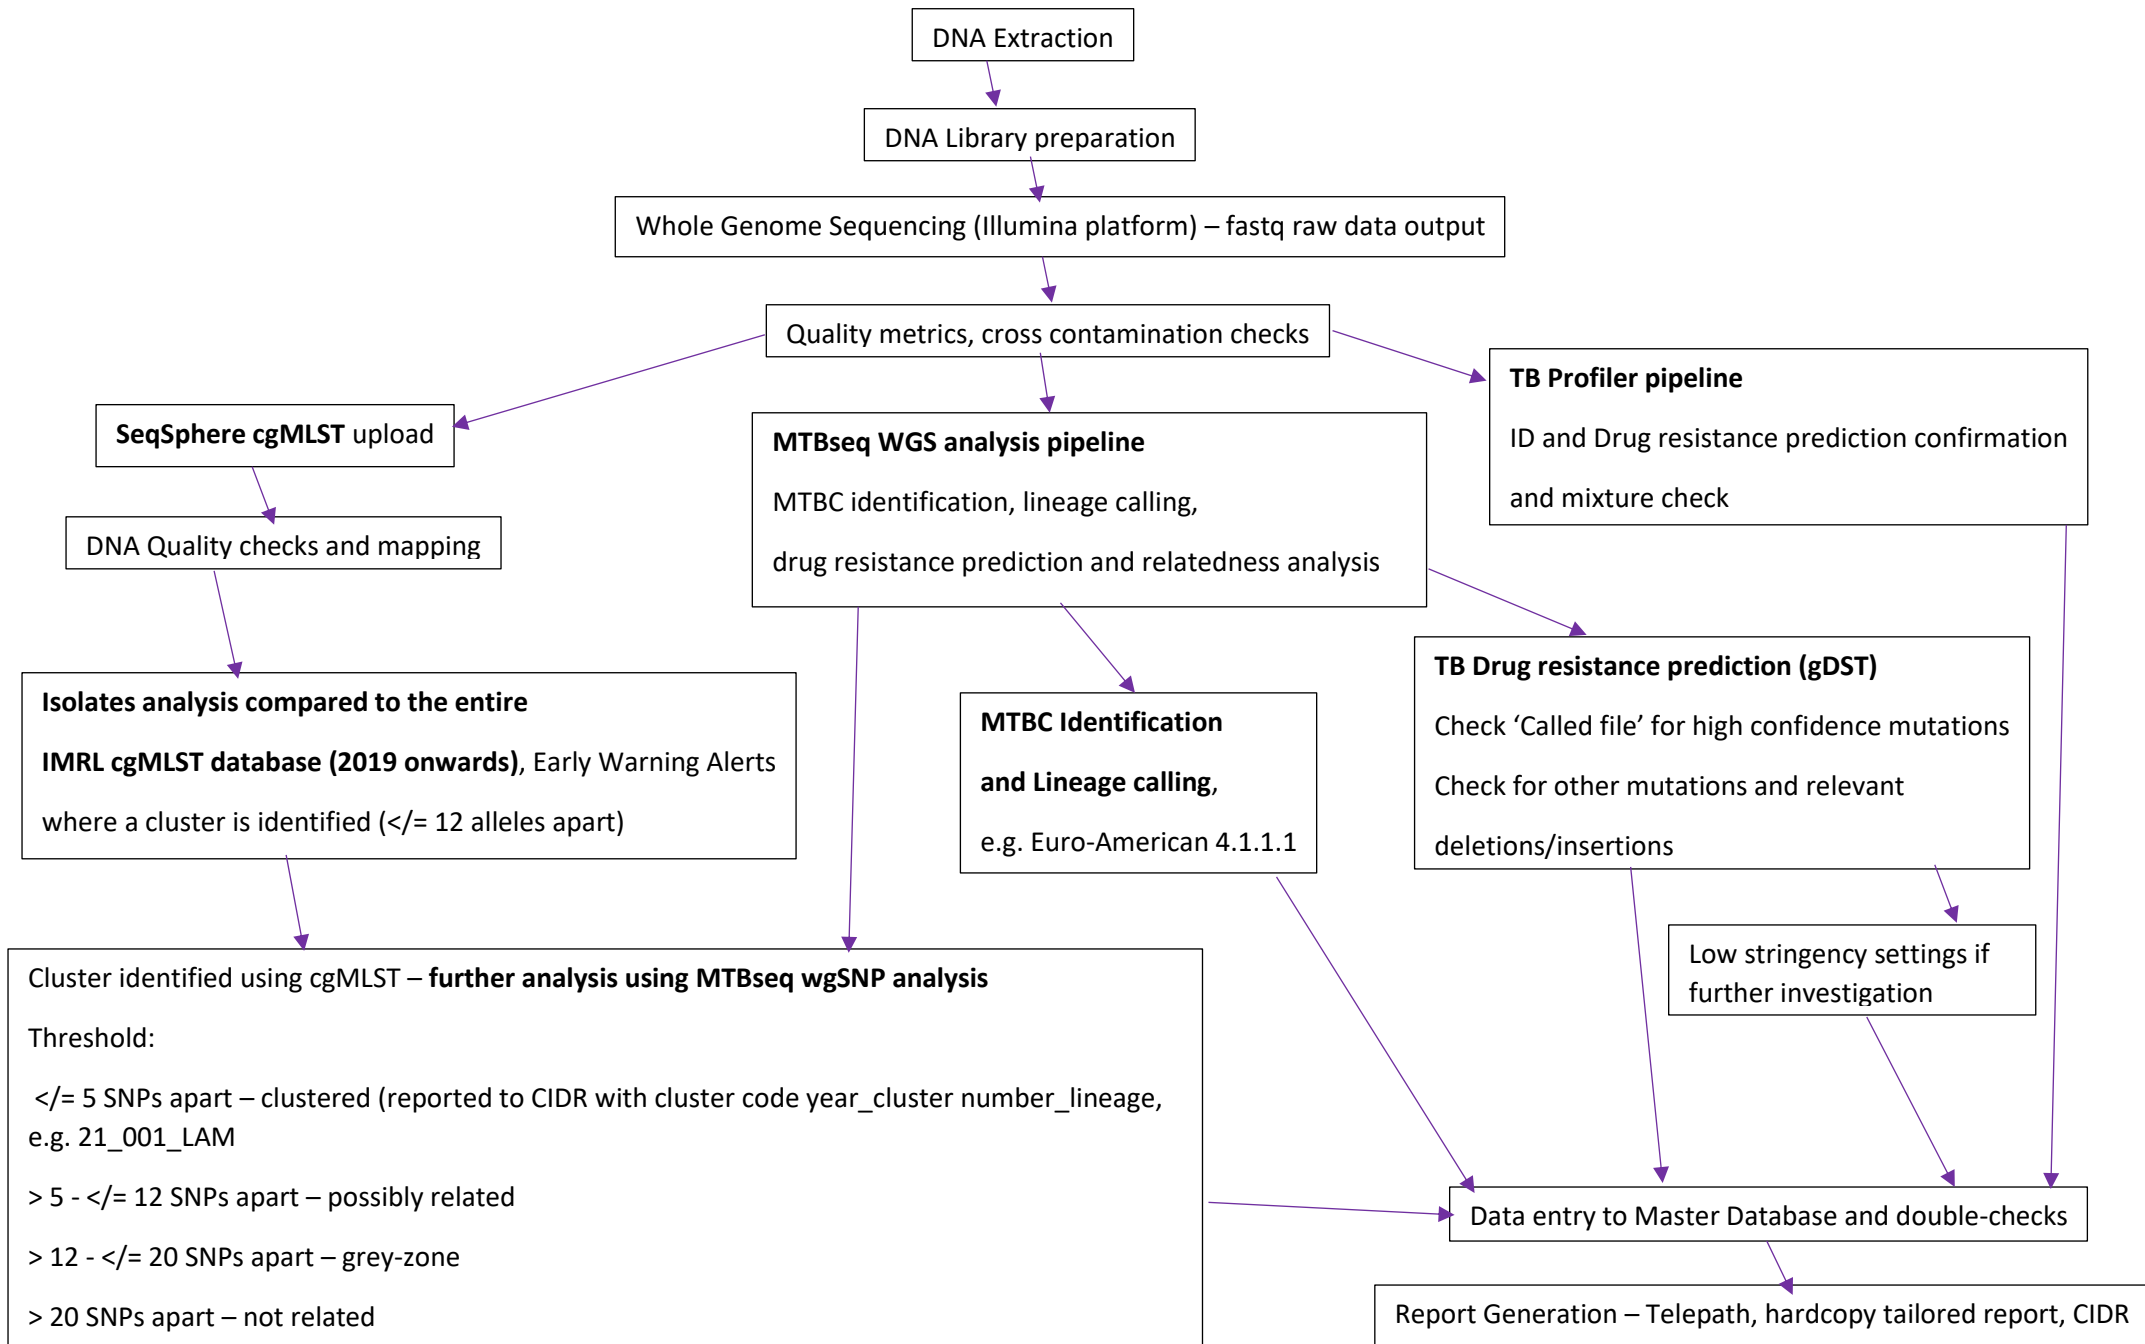 DNA Extraction
DNA Library preparation
Whole Genome Sequencing (Illumina platform) – fastq raw data output
Quality metrics, cross contamination checks
SeqSphere cgMLST upload
DNA Quality checks and mapping
Isolates analysis compared to the entire
IMRL cgMLST database (2019 onwards), Early Warning Alerts
where a cluster is identified (</= 12 alleles apart)
MTBseq WGS analysis pipeline
MTBC identification, lineage calling,
drug resistance prediction and relatedness analysis
TB Profiler pipeline
ID and Drug resistance prediction confirmation
and mixture check
MTBC Identification
and Lineage calling,
e.g. Euro-American 4.1.1.1
TB Drug resistance prediction (gDST)
Check ‘Called file’ for high confidence mutations
Check for other mutations and relevant
deletions/insertions
Low stringency settings if
further investigation
Cluster identified using cgMLST – further analysis using MTBseq wgSNP analysis
Threshold:
</= 5 SNPs apart – clustered (reported to CIDR with cluster code year_cluster number_lineage,
e.g. 21_001_LAM
> 5 - </= 12 SNPs apart – possibly related
> 12 - </= 20 SNPs apart – grey-zone
> 20 SNPs apart – not related
Data entry to Master Database and double-checks
Report Generation – Telepath, hardcopy tailored report, CIDR